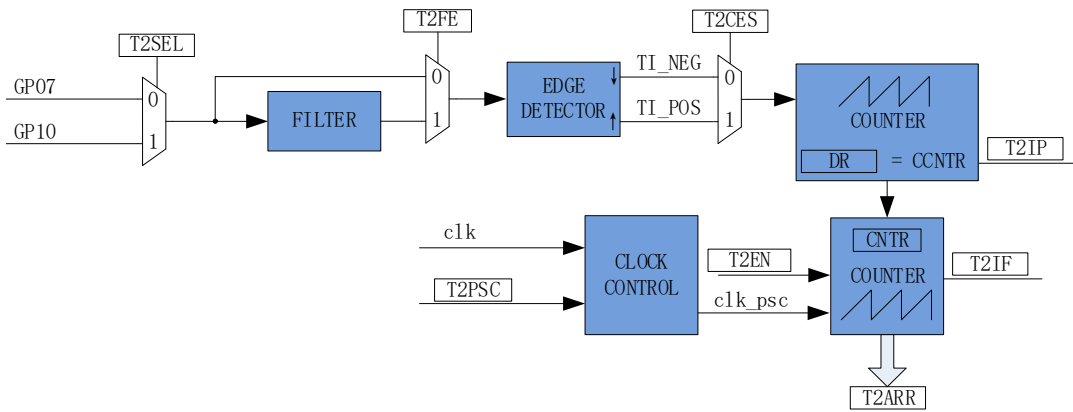 T2SEL
T2FE
T2CES
GPO7
GP10
0
1
FILTER
0
1
EDGE
DETECTOR
TI_NEG
TI_POS
0
1
COUNTER
DR = CCNTR
T2IP
clk
T2PSC
CLOCK
CONTROL
T2EN
clk_psc
CNTR
COUNTER
T2IF
T2ARR